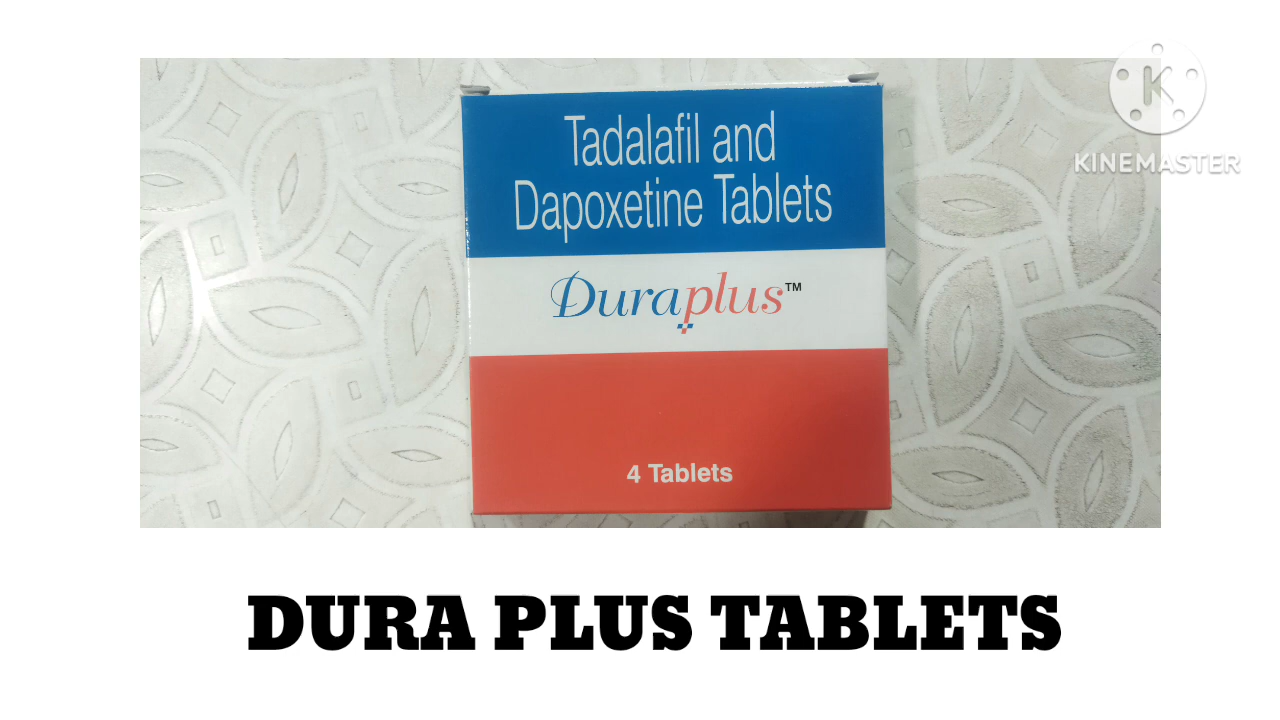 Tadalafil and
Dapoxetine Tablets
Duraplus™
4 Tablets
K
KINEMASTER
DURA PLUS TABLETS